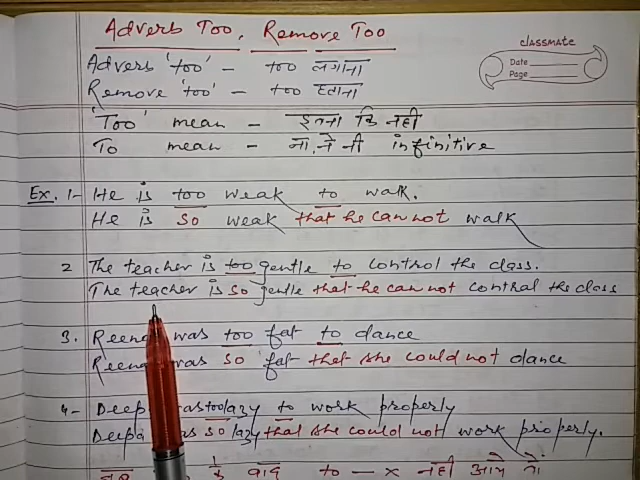 Adverb Too, Remove Too
classmate
Date
Page
Adverb 'too' - too लगाना
Remove 'too' - too हटाना
'Too' mean - इतना कि नहीं
To mean - ना, ने नी infinitive
Ex. 1- He is too weak to walk.
He is so weak that he can not walk
2 The teacher is too gentle to control the class.
The teacher is so gentle that he can not control the class
3. Reena was too fat to dance
Reena was so fat that she could not dance
4- Deepa was too lazy to work properly
Deepa was so lazy that she could not work properly.
के बाद to - x नहीं आये तो